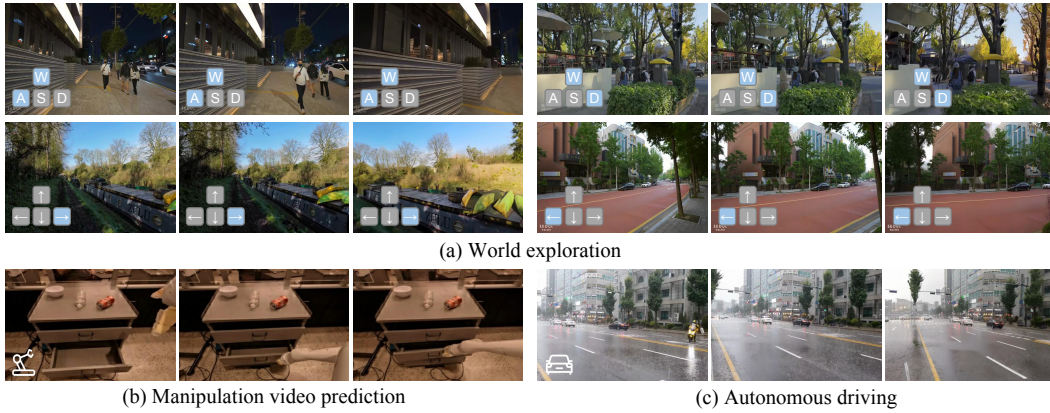 W W W W W W
A S D A S D A S D A S D A S D A S D
↑ ↑ ↑ ↑ ↑ ↑
← ↓ → ← ↓ → ← ↓ → ← ↓ → ← ↓ → ← ↓ →
(a) World exploration
(b) Manipulation video prediction
(c) Autonomous driving